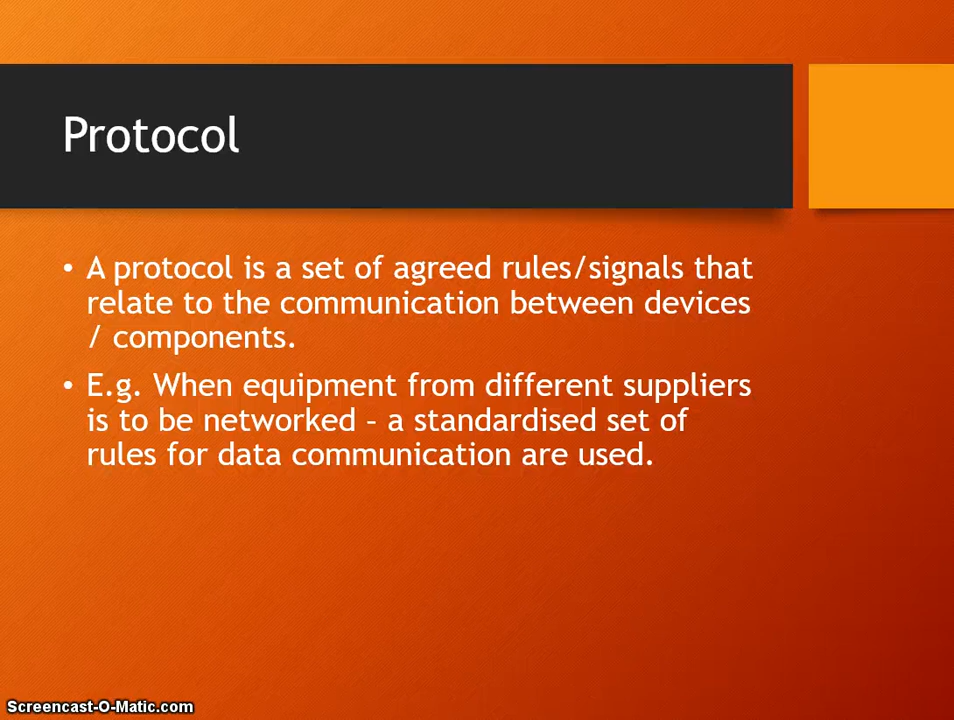 Protocol
• A protocol is a set of agreed rules/signals that
relate to the communication between devices
/ components.
• E.g. When equipment from different suppliers
is to be networked – a standardised set of
rules for data communication are used.
Screencast-O-Matic.com